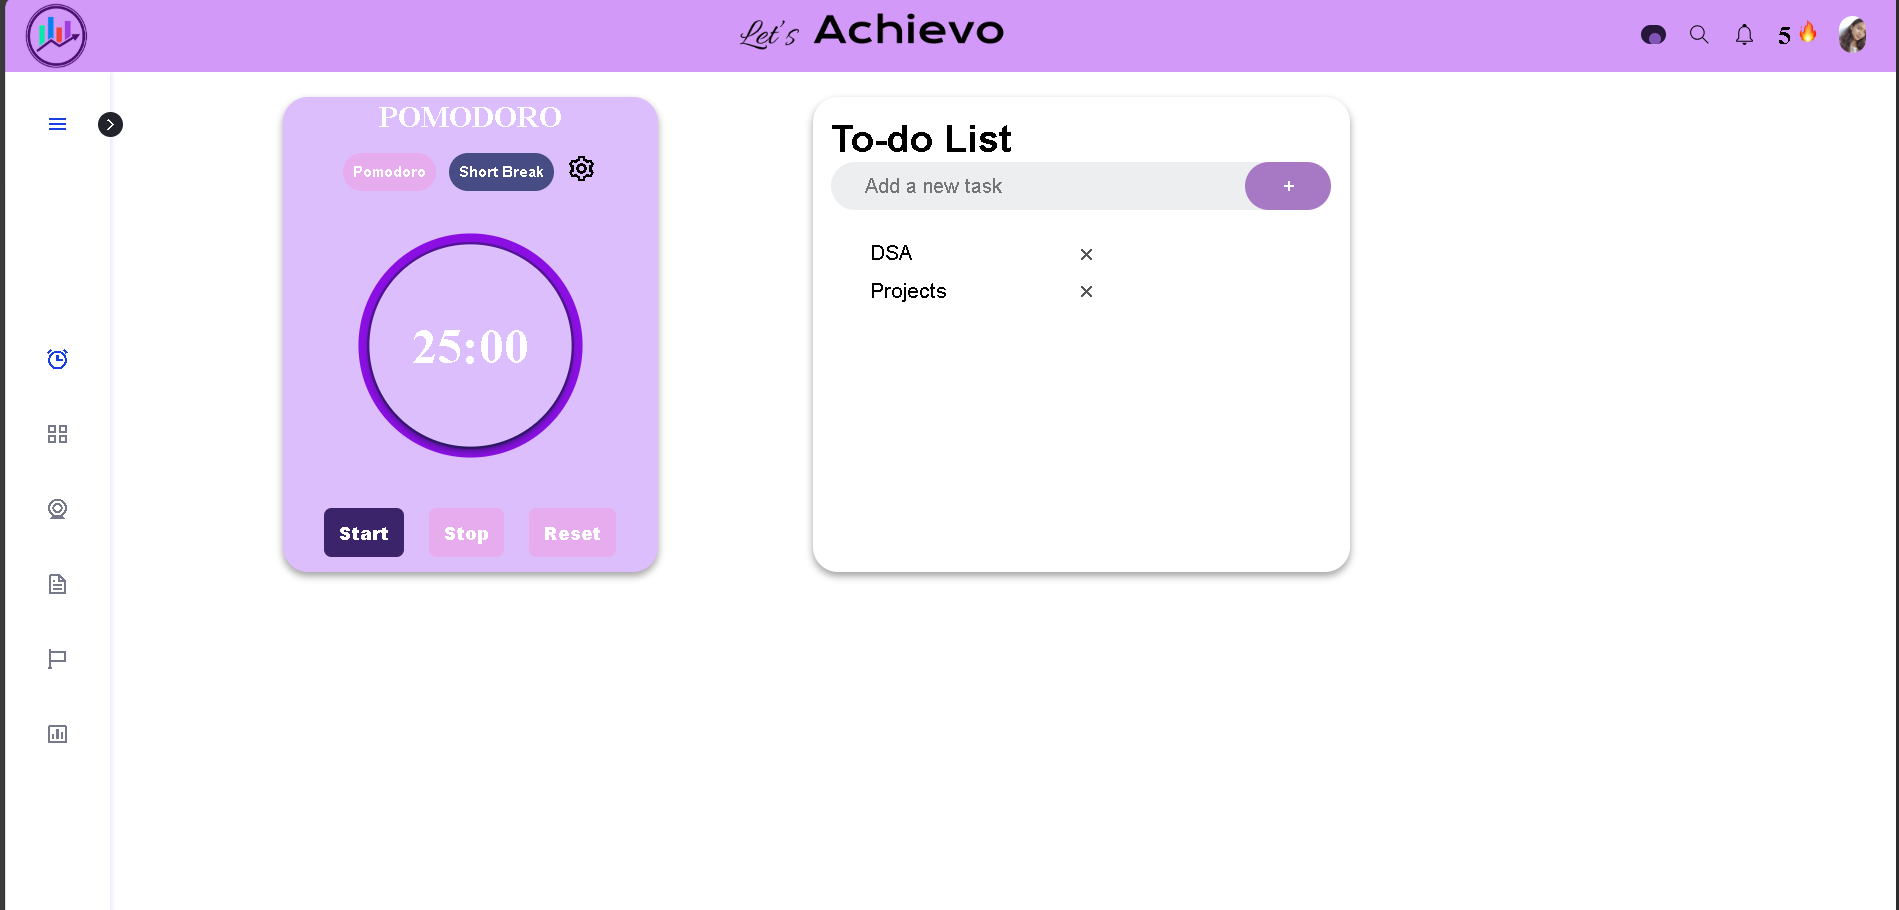 Let's Achievo
5
POMODORO
Pomodoro Short Break
25:00
Start Stop Reset
To-do List
Add a new task +
DSA ×
Projects ×